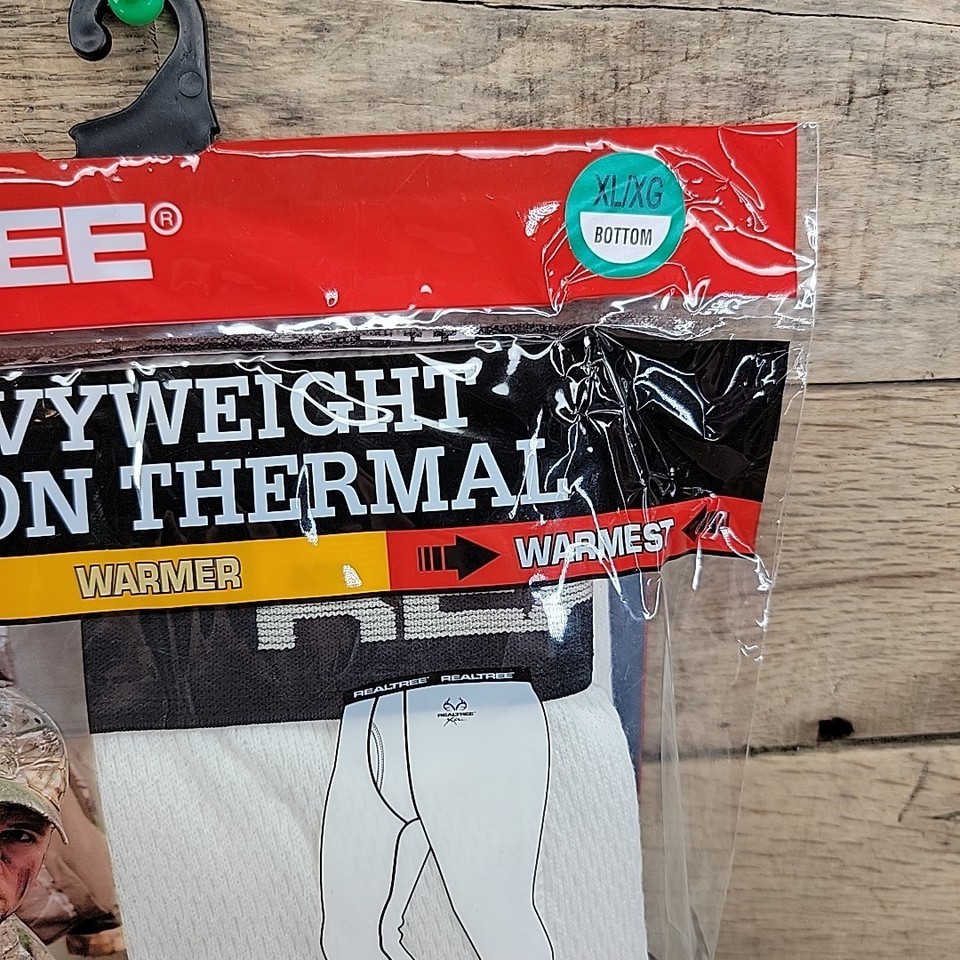 XL/XG
BOTTOM
EE®
VYWEIGHT
ON THERMAL
WARMER
WARMEST
REALTREE REALTREE
REALTREE